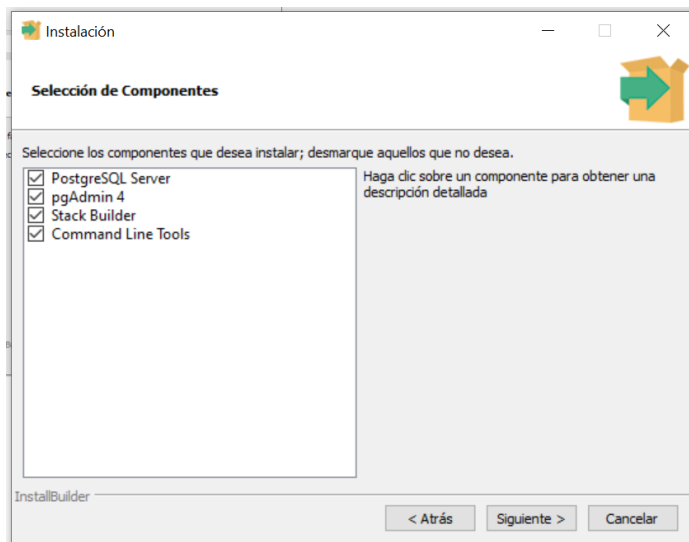 Instalación
Selección de Componentes
Seleccione los componentes que desea instalar; desmarque aquellos que no desea.
PostgreSQL Server
pgAdmin 4
Stack Builder
Command Line Tools
Haga clic sobre un componente para obtener una
descripción detallada
InstallBuilder
< Atrás
Siguiente >
Cancelar